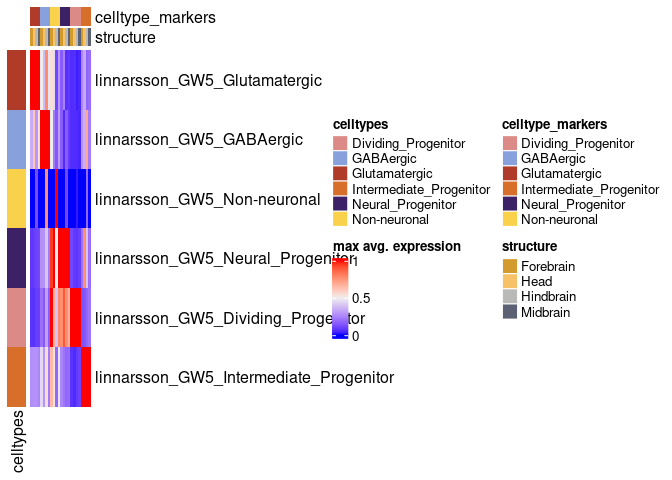 celltype_markers
structure
linnarsson_GW5_Glutamatergic
linnarsson_GW5_GABAergic
linnarsson_GW5_Non-neuronal
linnarsson_GW5_Neural_Progenitor
linnarsson_GW5_Dividing_Progenitor
linnarsson_GW5_Intermediate_Progenitor
celltypes
celltypes
Dividing_Progenitor
GABAergic
Glutamatergic
Intermediate_Progenitor
Neural_Progenitor
Non-neuronal
max avg. expression
1
0.5
0
celltype_markers
Dividing_Progenitor
GABAergic
Glutamatergic
Intermediate_Progenitor
Neural_Progenitor
Non-neuronal
structure
Forebrain
Head
Hindbrain
Midbrain